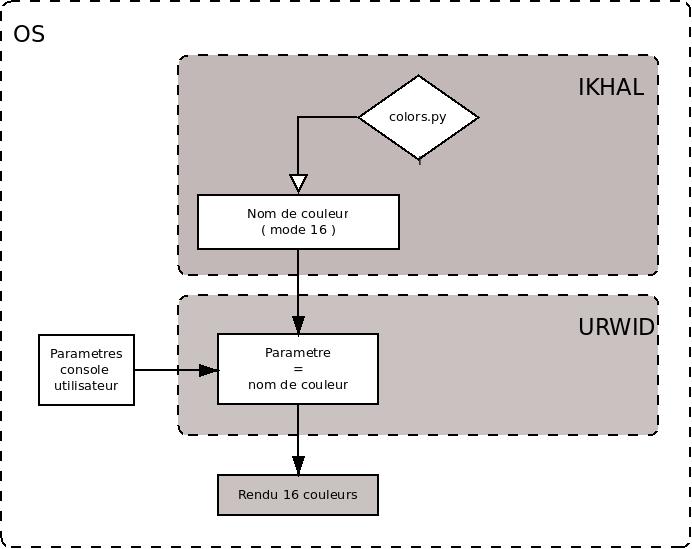 OS
IKHAL
colors.py
Nom de couleur
( mode 16 )
URWID
Parametres
console
utilisateur
Parametre
=
nom de couleur
Rendu 16 couleurs